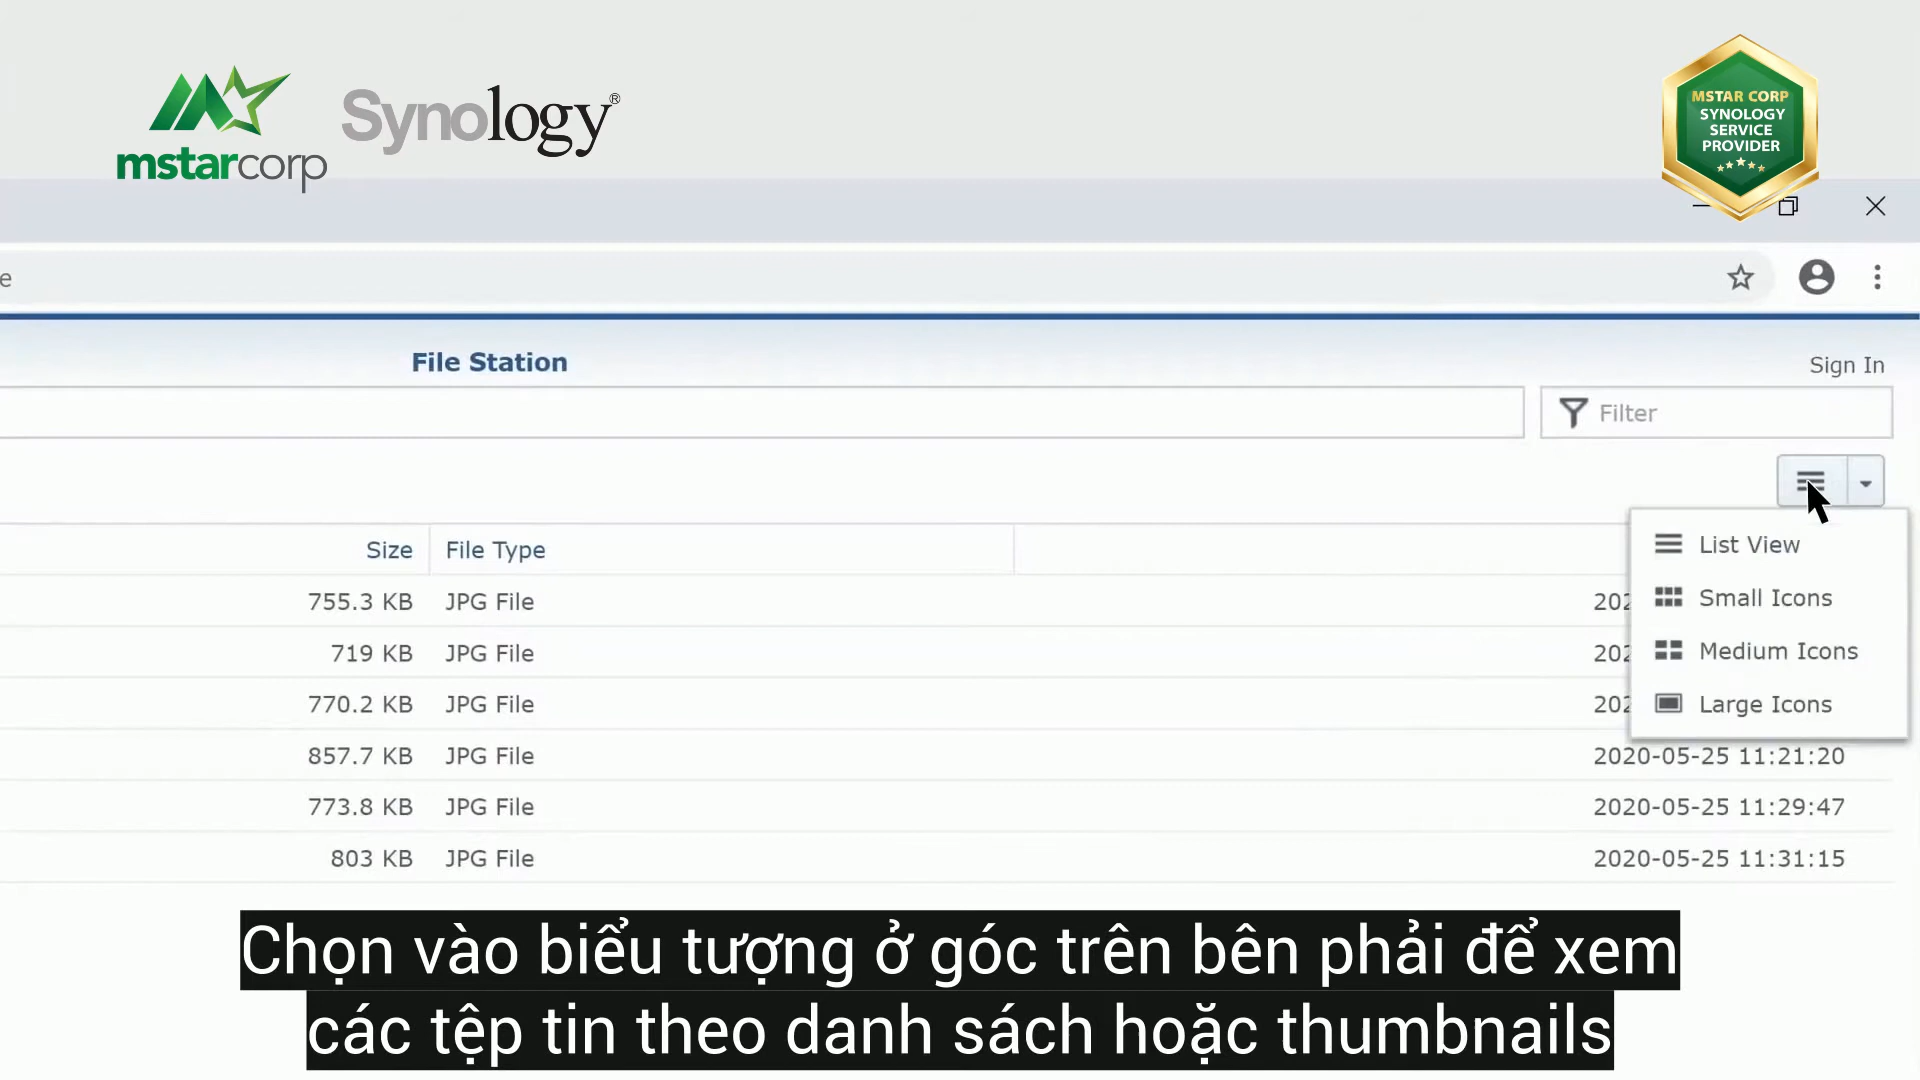 mstarcorp
Synology®
MSTAR CORP
SYNOLOGY
SERVICE
PROVIDER
e
File Station
Sign In
Filter
List View
Small Icons
Medium Icons
Large Icons
Size File Type
755.3 KB JPG File 202
719 KB JPG File 202
770.2 KB JPG File 202
857.7 KB JPG File 2020-05-25 11:21:20
773.8 KB JPG File 2020-05-25 11:29:47
803 KB JPG File 2020-05-25 11:31:15
Chọn vào biểu tượng ở góc trên bên phải để xem
các tệp tin theo danh sách hoặc thumbnails